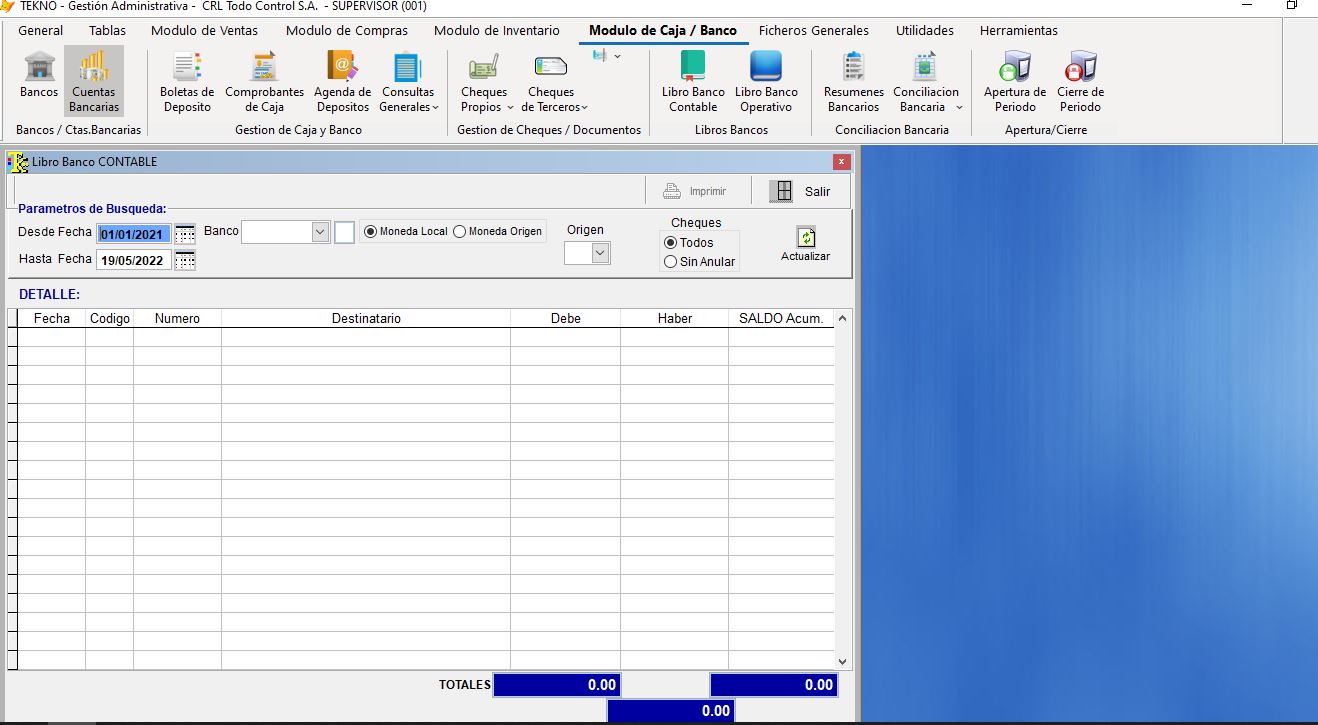 TEKNO - Gestión Administrativa - CRL Todo Control S.A. - SUPERVISOR (001)
General Tablas Modulo de Ventas Modulo de Compras Modulo de Inventario Modulo de Caja / Banco Ficheros Generales Utilidades Herramientas
Bancos Cuentas Bancarias Boletas de Deposito Comprobantes de Caja Agenda de Depositos Consultas Generales Cheques Propios Cheques de Terceros Libro Banco Contable Libro Banco Operativo Resumenes Bancarios Conciliacion Bancaria Apertura de Periodo Cierre de Periodo
Bancos / Ctas.Bancarias Gestion de Caja y Banco Gestion de Cheques / Documentos Libros Bancos Conciliacion Bancaria Apertura/Cierre
Libro Banco CONTABLE x
Imprimir Salir
Parametros de Busqueda:
Desde Fecha 01/01/2021 Banco Moneda Local Moneda Origen Origen Cheques
Todos
Hasta Fecha 19/05/2022 Sin Anular Actualizar
DETALLE:
Fecha Codigo Numero Destinatario Debe Haber SALDO Acum.
TOTALES 0.00 0.00
0.00